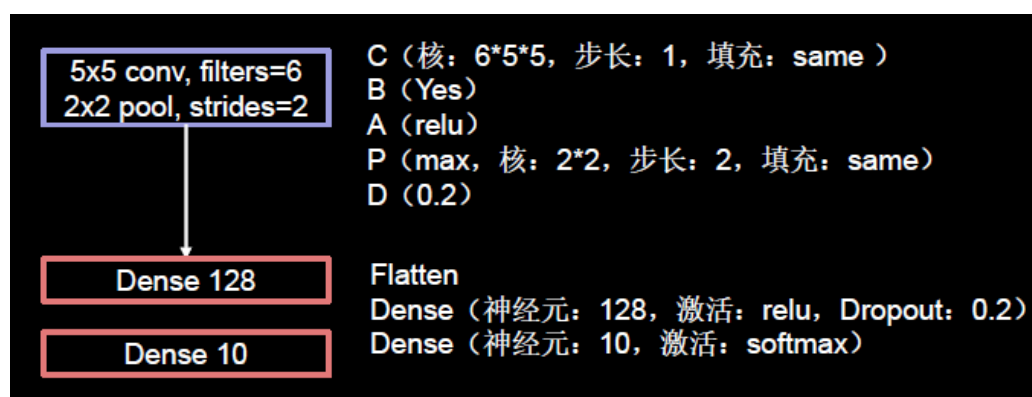 5x5 conv, filters=6
2x2 pool, strides=2
C（核：6*5*5，步长：1，填充：same ）
B（Yes）
A（relu）
P（max，核：2*2，步长：2，填充：same）
D（0.2）
Dense 128
Dense 10
Flatten
Dense（神经元：128，激活：relu，Dropout：0.2）
Dense（神经元：10，激活：softmax）